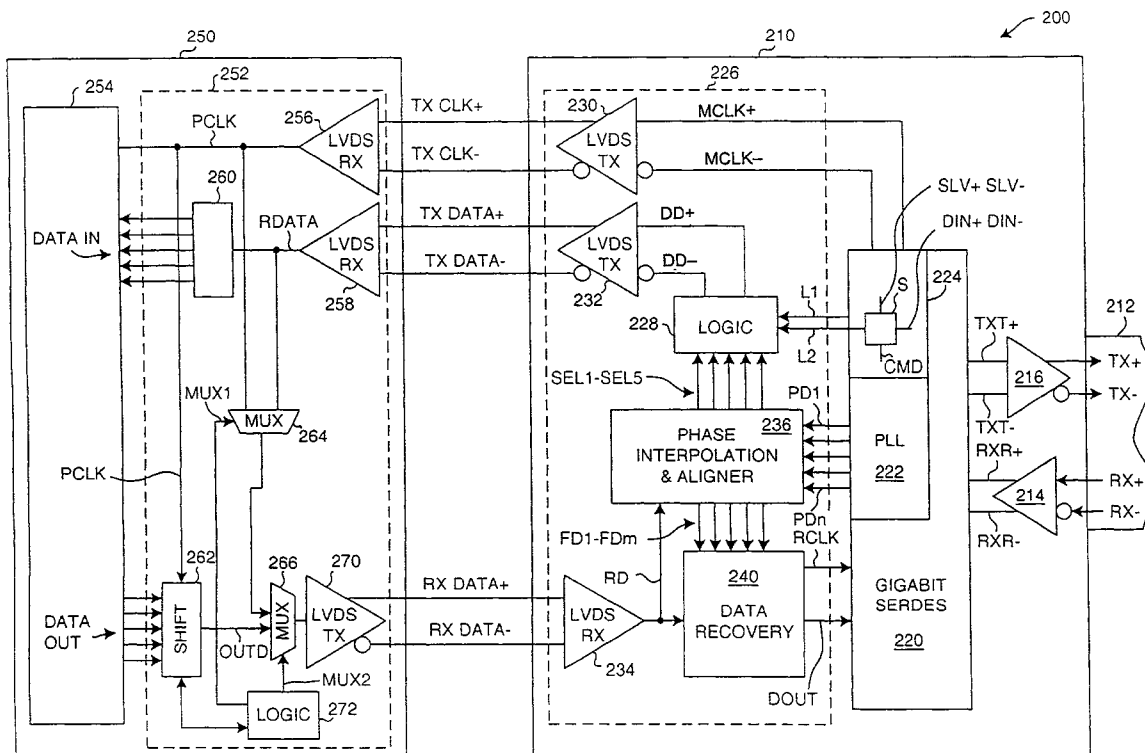 200
250
210
254
252
226
PCLK
256
LVDS
RX
TX CLK+
TX CLK-
230
LVDS
TX
MCLK+
MCLK-
SLV+ SLV-
DIN+ DIN-
260
DATA IN
RDATA
LVDS
RX
258
TX DATA+
TX DATA-
LVDS
TX
232
DD+
DD-
228
LOGIC
L1
L2
S
224
CMD
212
TXT+
216
TX+
TX-
SEL1-SEL5
MUX1
MUX
264
PD1
236
PHASE
INTERPOLATION
& ALIGNER
PLL
222
TXT-
RXR+
214
RX+
RX-
RXR-
PCLK
PDn
RCLK
FD1-FDm
262
266
270
RX DATA+
RX DATA-
RD
240
DATA
RECOVERY
GIGABIT
SERDES
220
DATA
OUT
SHIFT
OUTD
MUX
LVDS
TX
LVDS
RX
234
MUX2
DOUT
LOGIC
272